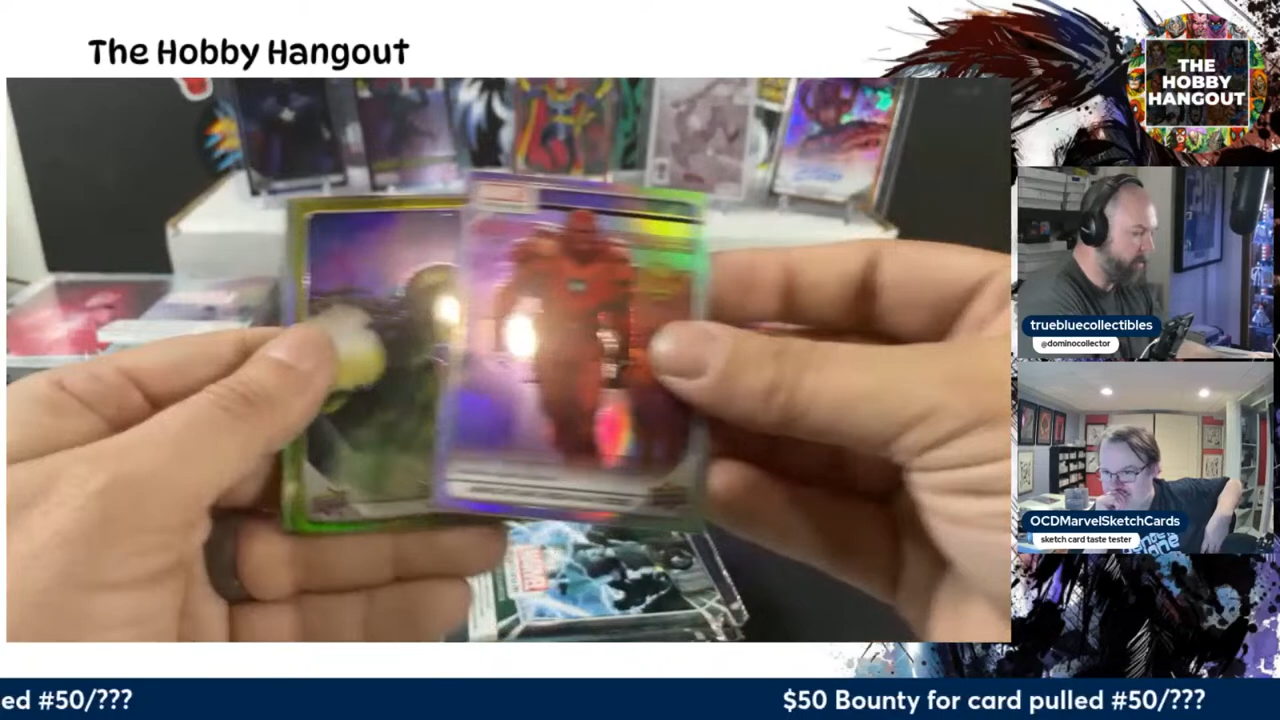 The Hobby Hangout
THE
HOBBY
HANGOUT
truebluecollectibles
@dominocollector
OCDMarvelSketchCards
sketch card taste tester
MARVEL
ed #50/???
$50 Bounty for card pulled #50/???